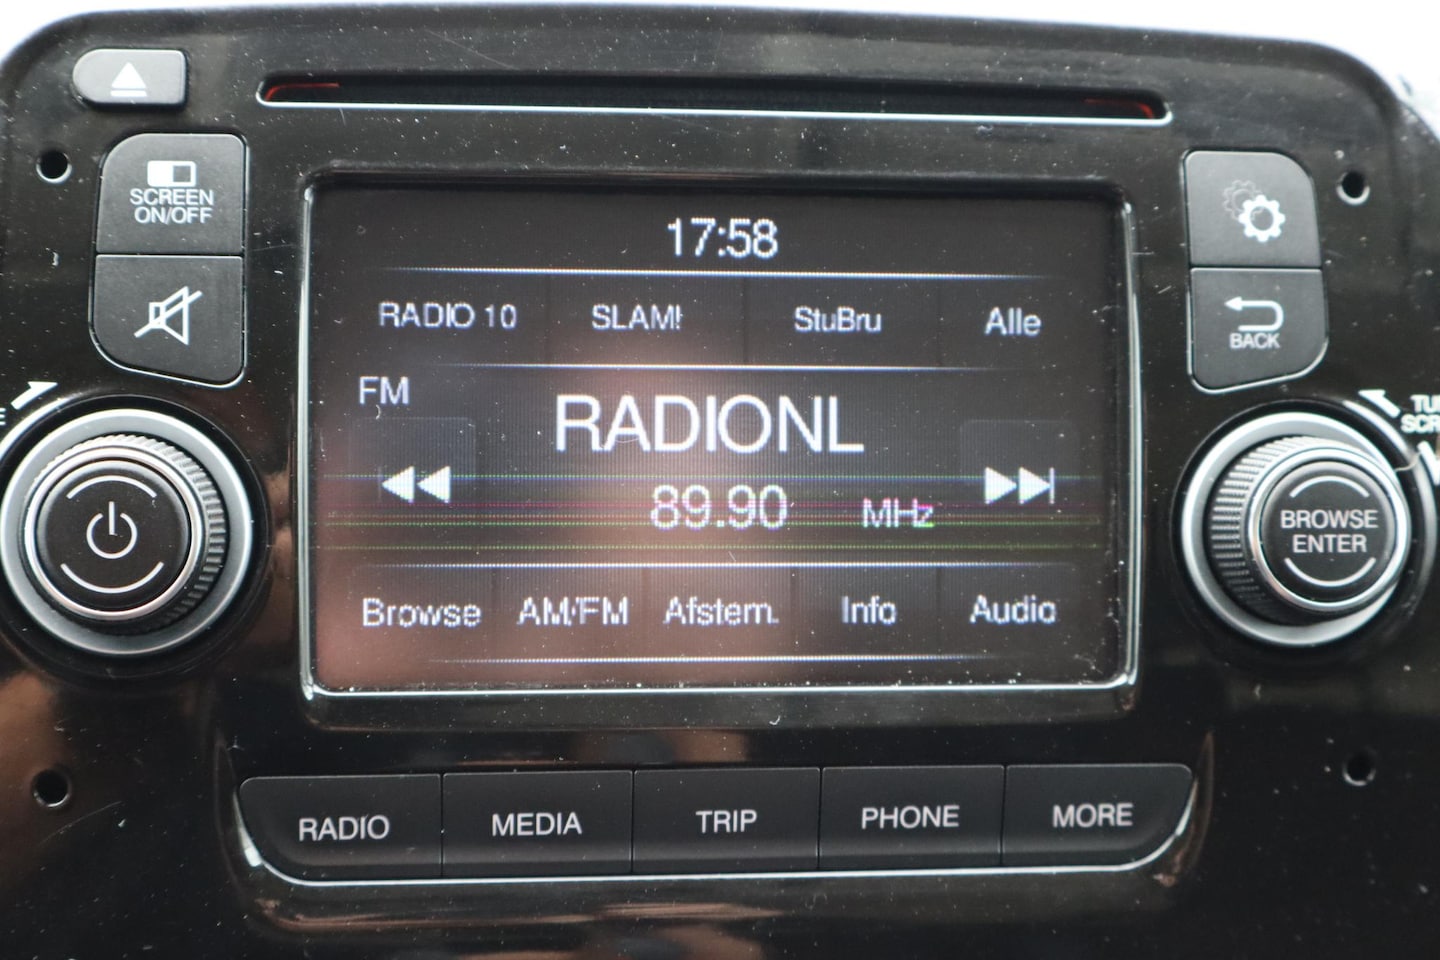 SCREEN
ON/OFF
17:58
RADIO 10 SLAM! StuBru Alle
BACK
FM
RADIONL
89.90 MHz
BROWSE
ENTER
Browse AM/FM Afstem. Info Audio
RADIO MEDIA TRIP PHONE MORE